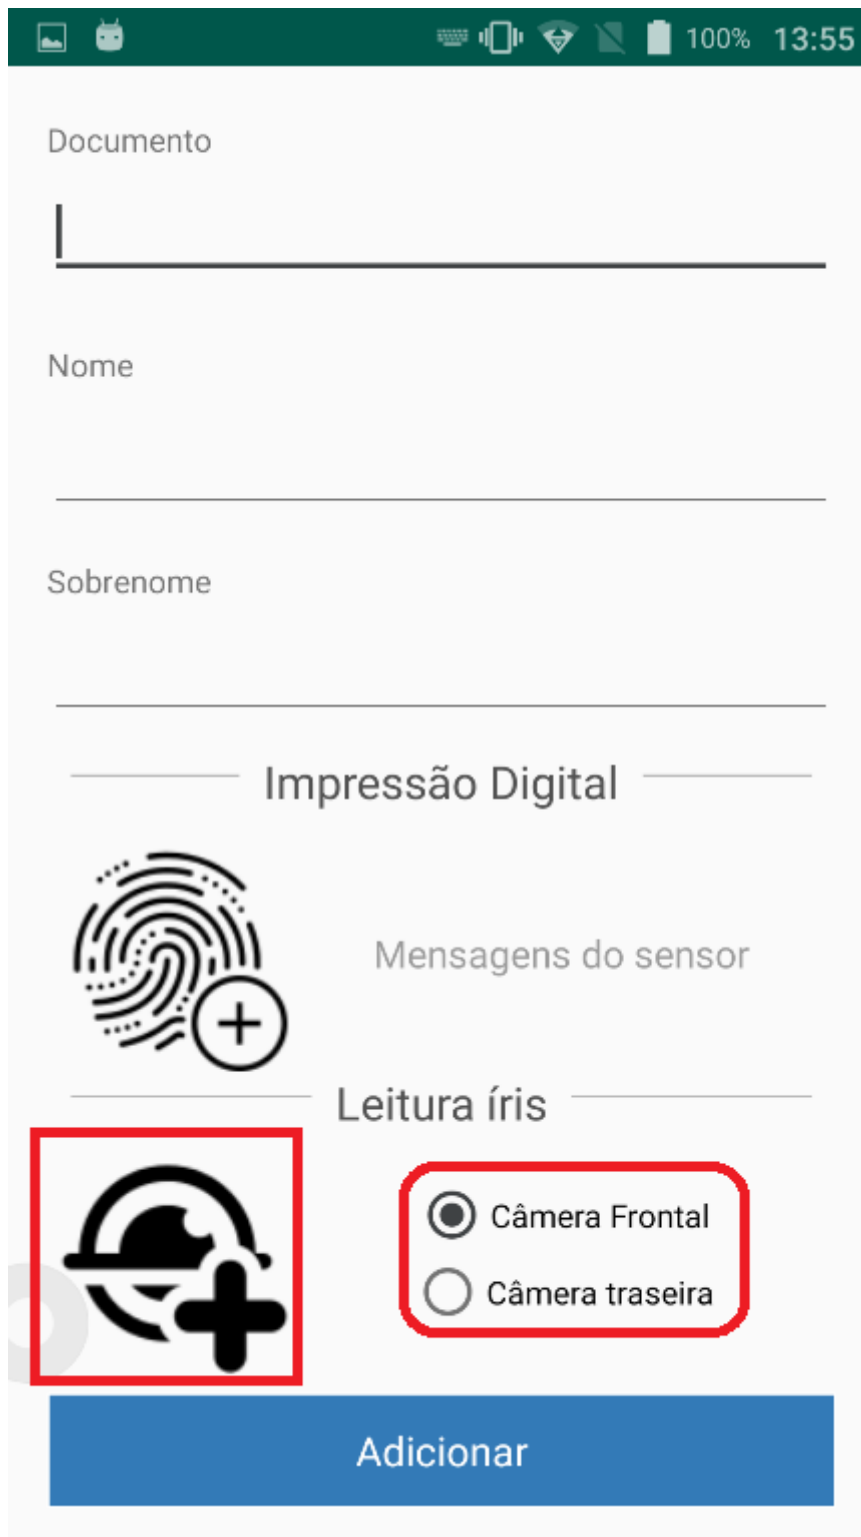 100% 13:55
Documento
Nome
Sobrenome
Impressão Digital
Mensagens do sensor
Leitura íris
Câmera Frontal
Câmera traseira
Adicionar